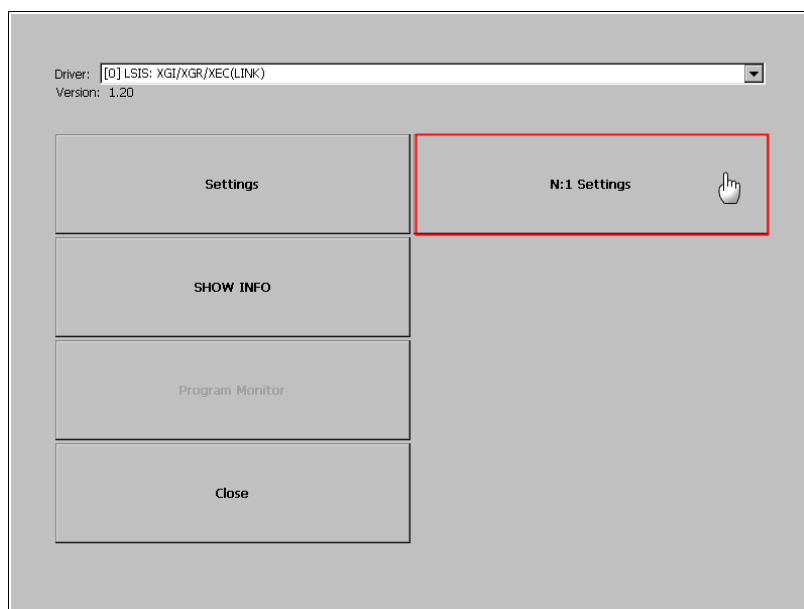 Driver: [0] LSIS: XGI/XGR/XEC(LINK)
Version: 1.20
Settings
N:1 Settings
SHOW INFO
Program Monitor
Close